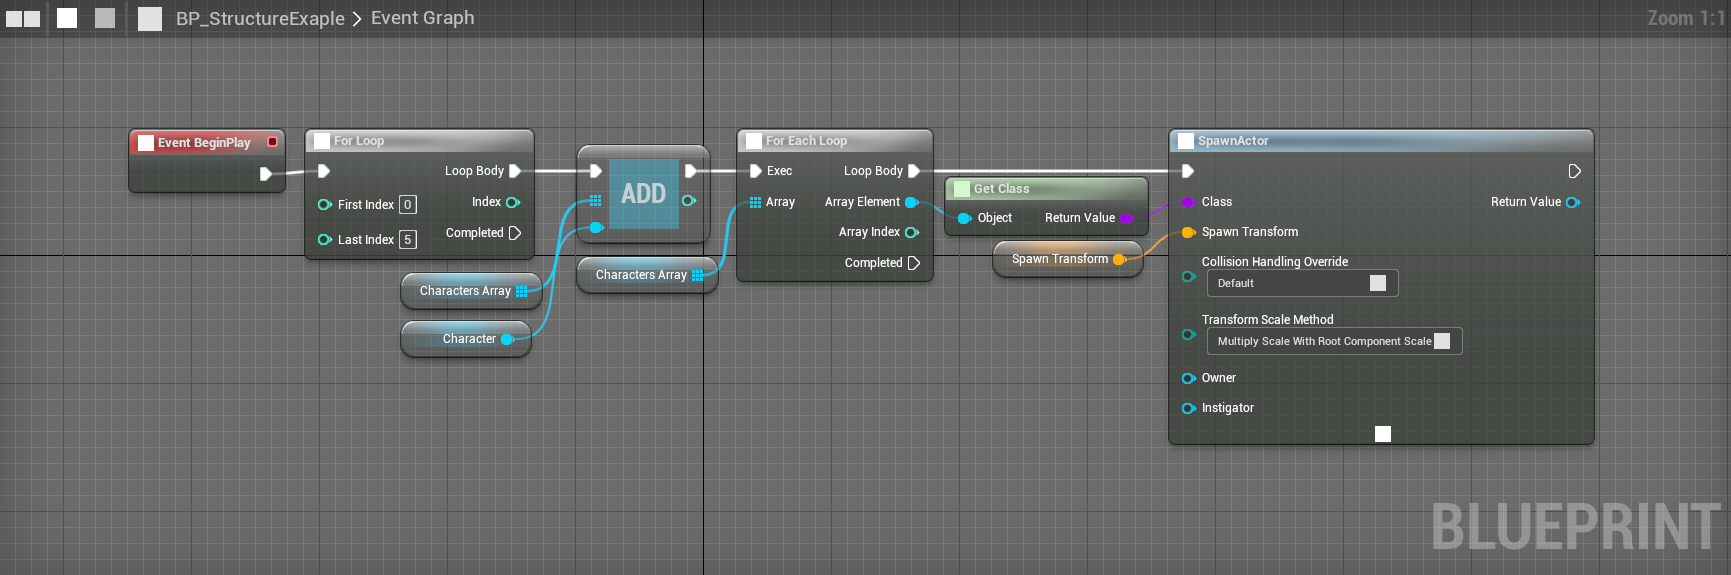 BP_StructureExaple > Event Graph
Zoom 1:1
Event BeginPlay
For Loop
Loop Body
First Index 0
Index
Last Index 5
Completed
Characters Array
Character
ADD
Characters Array
For Each Loop
Exec
Loop Body
Array
Array Element
Array Index
Completed
Get Class
Object
Return Value
Spawn Transform
SpawnActor
Class
Return Value
Spawn Transform
Collision Handling Override
Default
Transform Scale Method
Multiply Scale With Root Component Scale
Owner
Instigator
BLUEPRINT